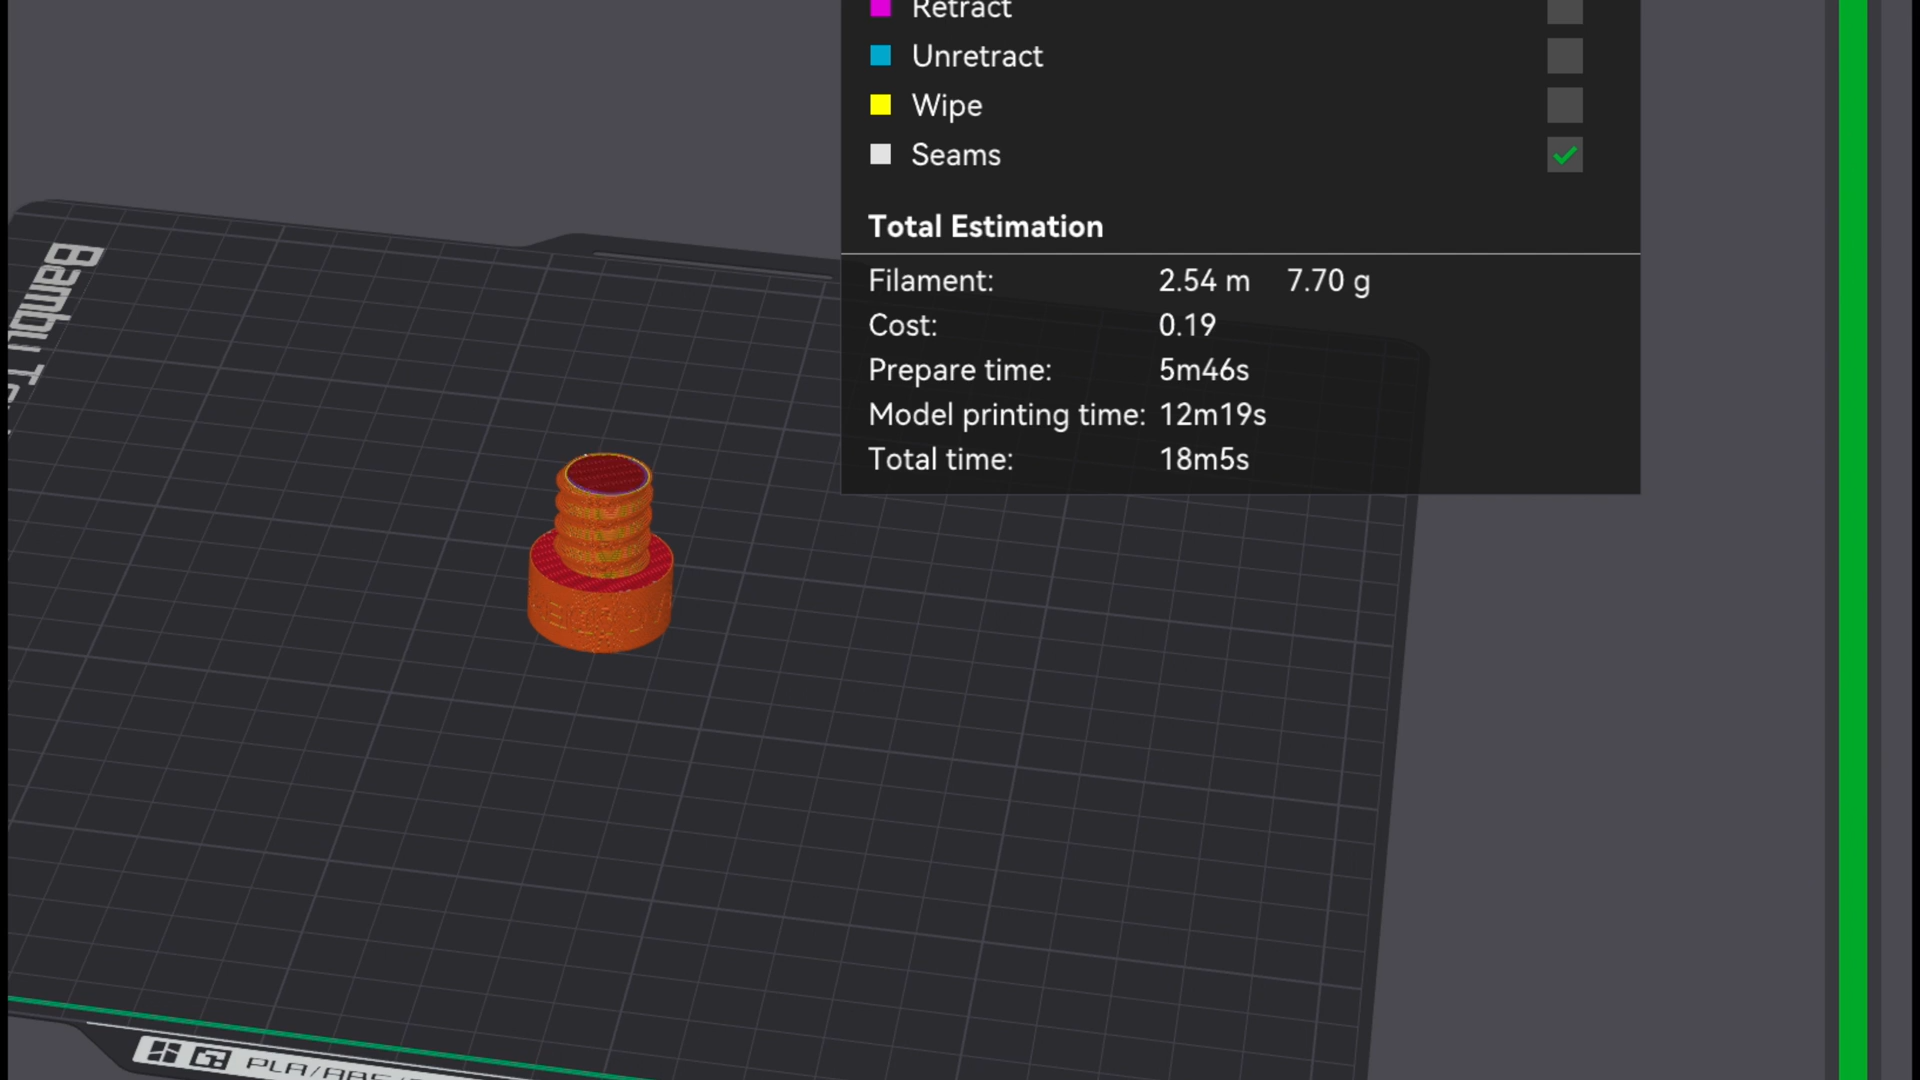 Retract
Unretract
Wipe
Seams
Total Estimation
Filament: 2.54 m 7.70 g
Cost: 0.19
Prepare time: 5m46s
Model printing time: 12m19s
Total time: 18m5s
Bambu
PLA/ABS/